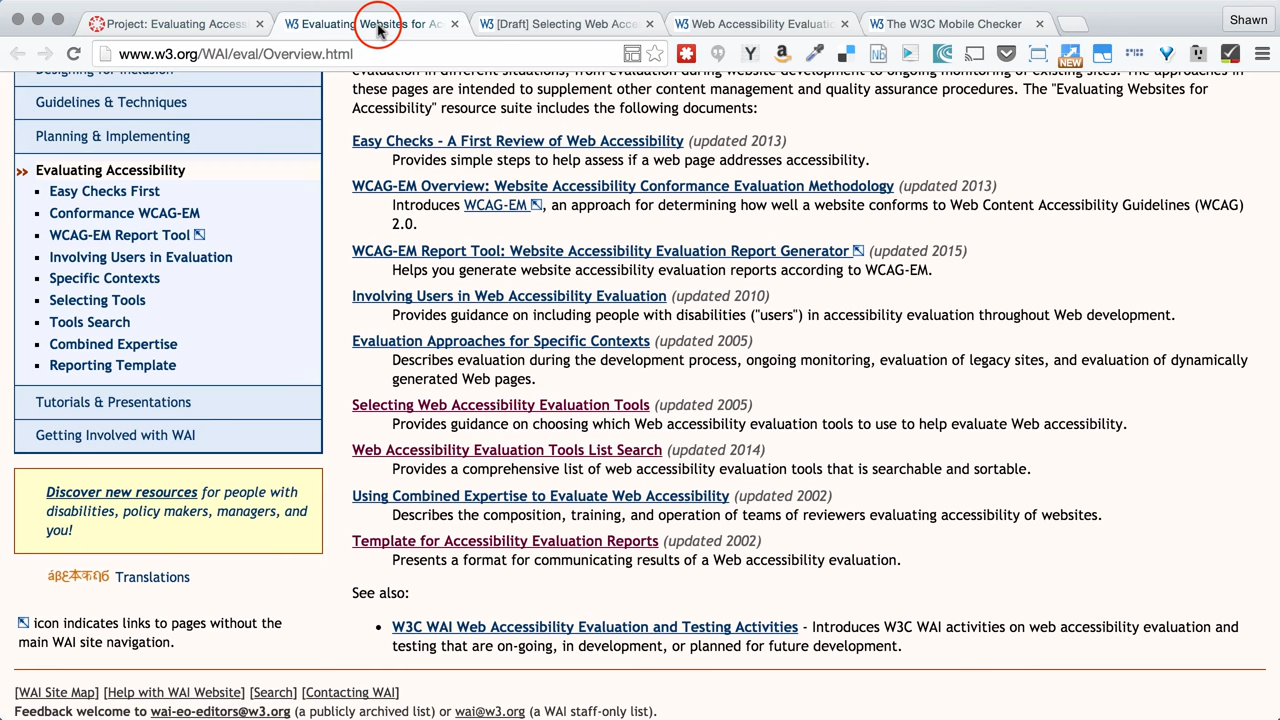 Project: Evaluating Access
Evaluating Websites for Ac
[Draft] Selecting Web Acce
Web Accessibility Evaluati
The W3C Mobile Checker
Shawn
www.w3.org/WAI/eval/Overview.html
NEW
Designing for Inclusion
Guidelines & Techniques
Planning & Implementing
Evaluating Accessibility
Easy Checks First
Conformance WCAG-EM
WCAG-EM Report Tool
Involving Users in Evaluation
Specific Contexts
Selecting Tools
Tools Search
Combined Expertise
Reporting Template
Tutorials & Presentations
Getting Involved with WAI
Discover new resources for people with
disabilities, policy makers, managers, and
you!
Translations
icon indicates links to pages without the
main WAI site navigation.
evaluation in different situations, from evaluation during website development to ongoing monitoring of existing sites. The approaches in
these pages are intended to supplement other content management and quality assurance procedures. The "Evaluating Websites for
Accessibility" resource suite includes the following documents:
Easy Checks - A First Review of Web Accessibility (updated 2013)
Provides simple steps to help assess if a web page addresses accessibility.
WCAG-EM Overview: Website Accessibility Conformance Evaluation Methodology (updated 2013)
Introduces WCAG-EM, an approach for determining how well a website conforms to Web Content Accessibility Guidelines (WCAG)
2.0.
WCAG-EM Report Tool: Website Accessibility Evaluation Report Generator (updated 2015)
Helps you generate website accessibility evaluation reports according to WCAG-EM.
Involving Users in Web Accessibility Evaluation (updated 2010)
Provides guidance on including people with disabilities ("users") in accessibility evaluation throughout Web development.
Evaluation Approaches for Specific Contexts (updated 2005)
Describes evaluation during the development process, ongoing monitoring, evaluation of legacy sites, and evaluation of dynamically
generated Web pages.
Selecting Web Accessibility Evaluation Tools (updated 2005)
Provides guidance on choosing which Web accessibility evaluation tools to use to help evaluate Web accessibility.
Web Accessibility Evaluation Tools List Search (updated 2014)
Provides a comprehensive list of web accessibility evaluation tools that is searchable and sortable.
Using Combined Expertise to Evaluate Web Accessibility (updated 2002)
Describes the composition, training, and operation of teams of reviewers evaluating accessibility of websites.
Template for Accessibility Evaluation Reports (updated 2002)
Presents a format for communicating results of a Web accessibility evaluation.
See also:
W3C WAI Web Accessibility Evaluation and Testing Activities - Introduces W3C WAI activities on web accessibility evaluation and
testing that are on-going, in development, or planned for future development.
[WAI Site Map] [Help with WAI Website] [Search] [Contacting WAI]
Feedback welcome to wai-eo-editors@w3.org (a publicly archived list) or wai@w3.org (a WAI staff-only list).